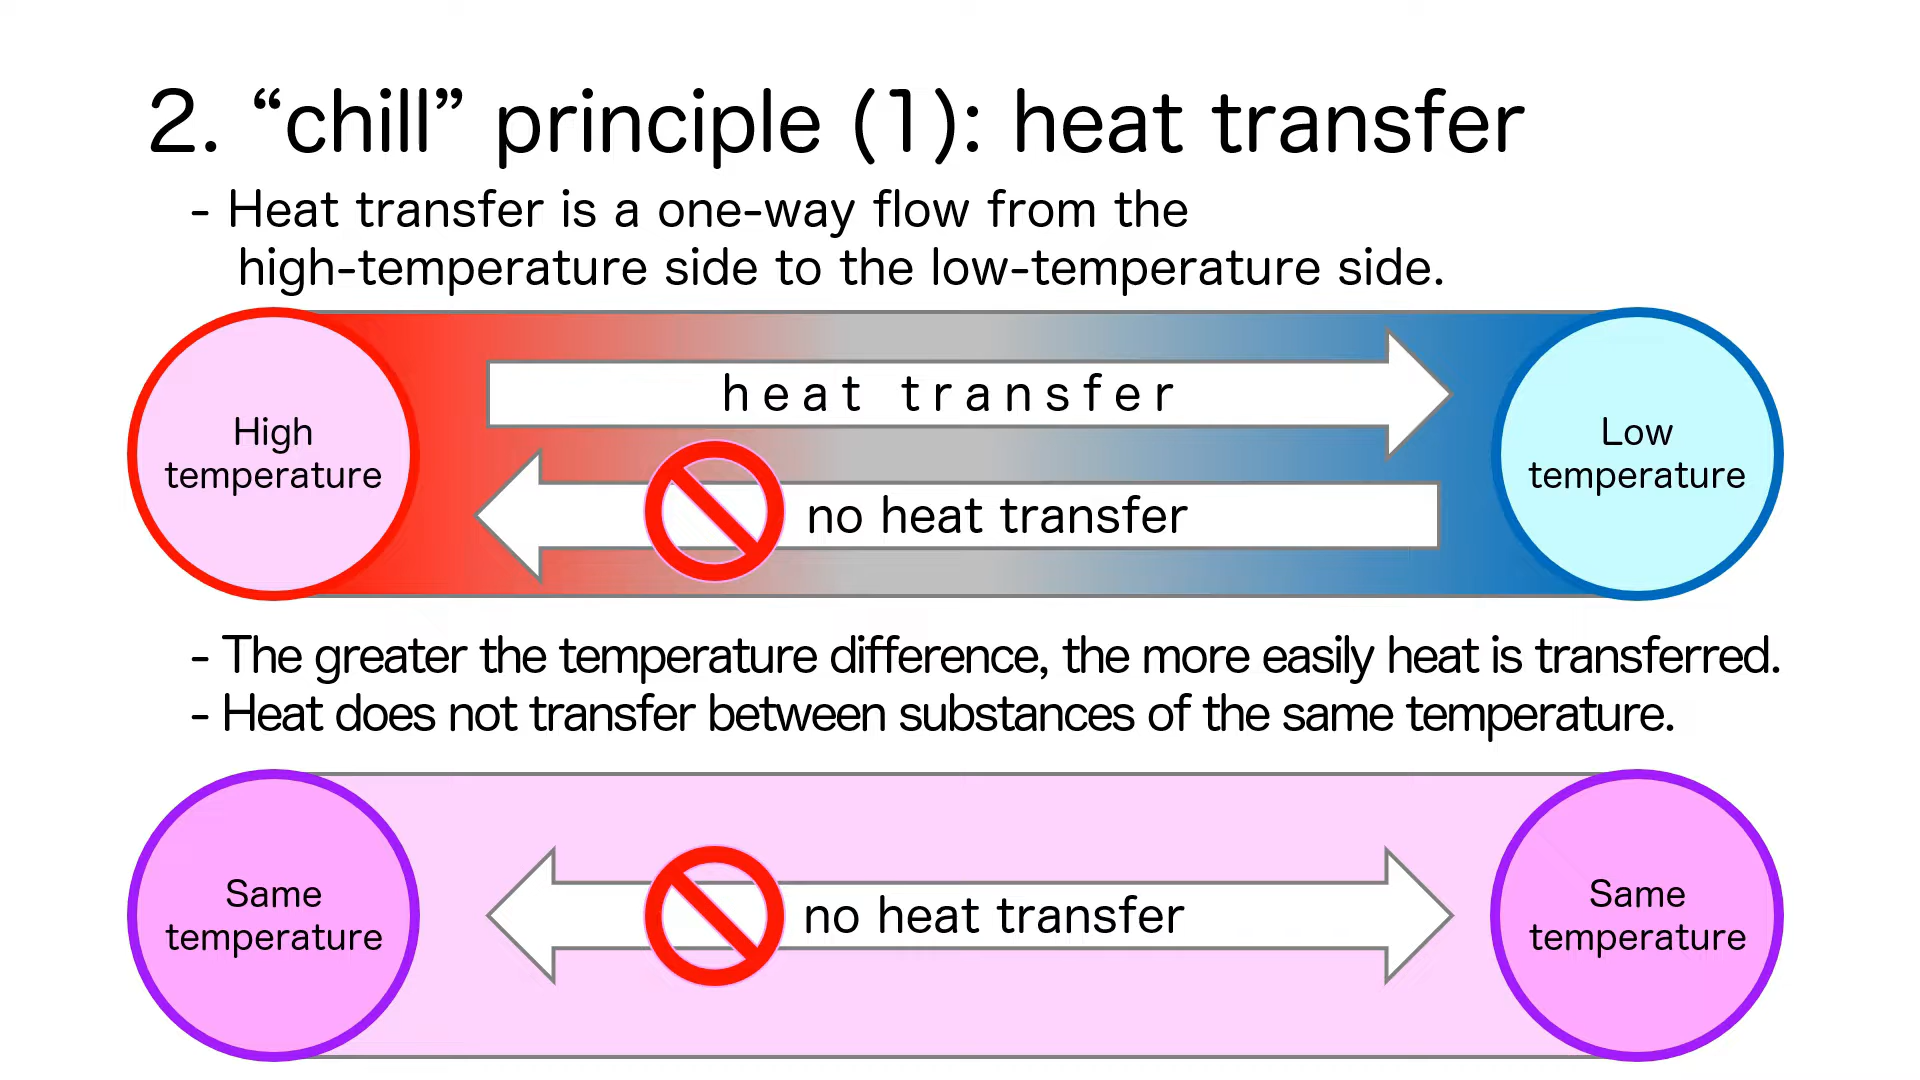 2. “chill” principle (1): heat transfer
- Heat transfer is a one-way flow from the
high-temperature side to the low-temperature side.
High
temperature
heat transfer
no heat transfer
Low
temperature
- The greater the temperature difference, the more easily heat is transferred.
- Heat does not transfer between substances of the same temperature.
Same
temperature
no heat transfer
Same
temperature